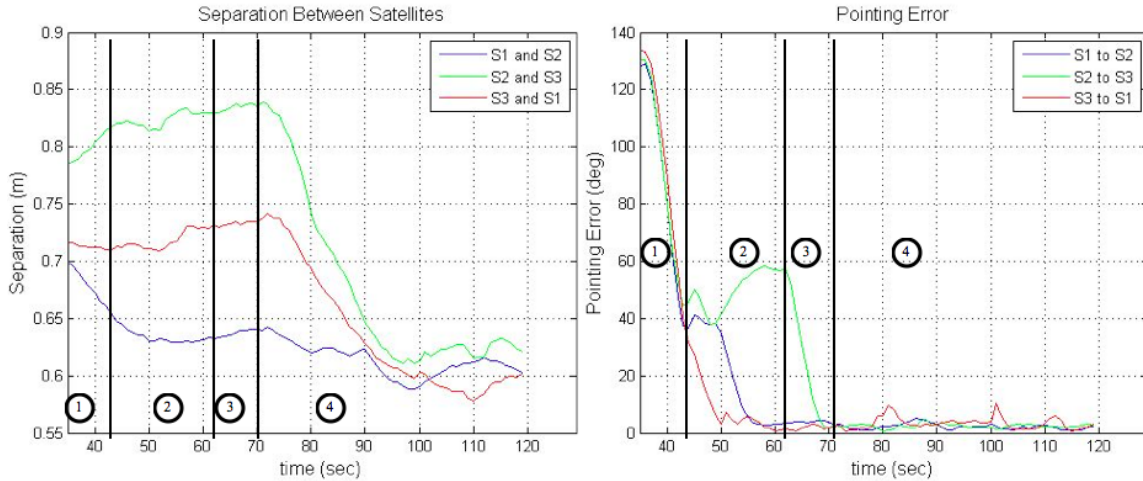 Separation Between Satellites
0.9
0.85
0.8
0.75
0.7
0.65
0.6
0.55
Separation (m)
S1 and S2
S2 and S3
S3 and S1
1
2
3
4
40 50 60 70 80 90 100 110 120
time (sec)
Pointing Error
140
120
100
80
60
40
20
0
Pointing Error (deg)
S1 to S2
S2 to S3
S3 to S1
1
2
3
4
40 50 60 70 80 90 100 110 120
time (sec)